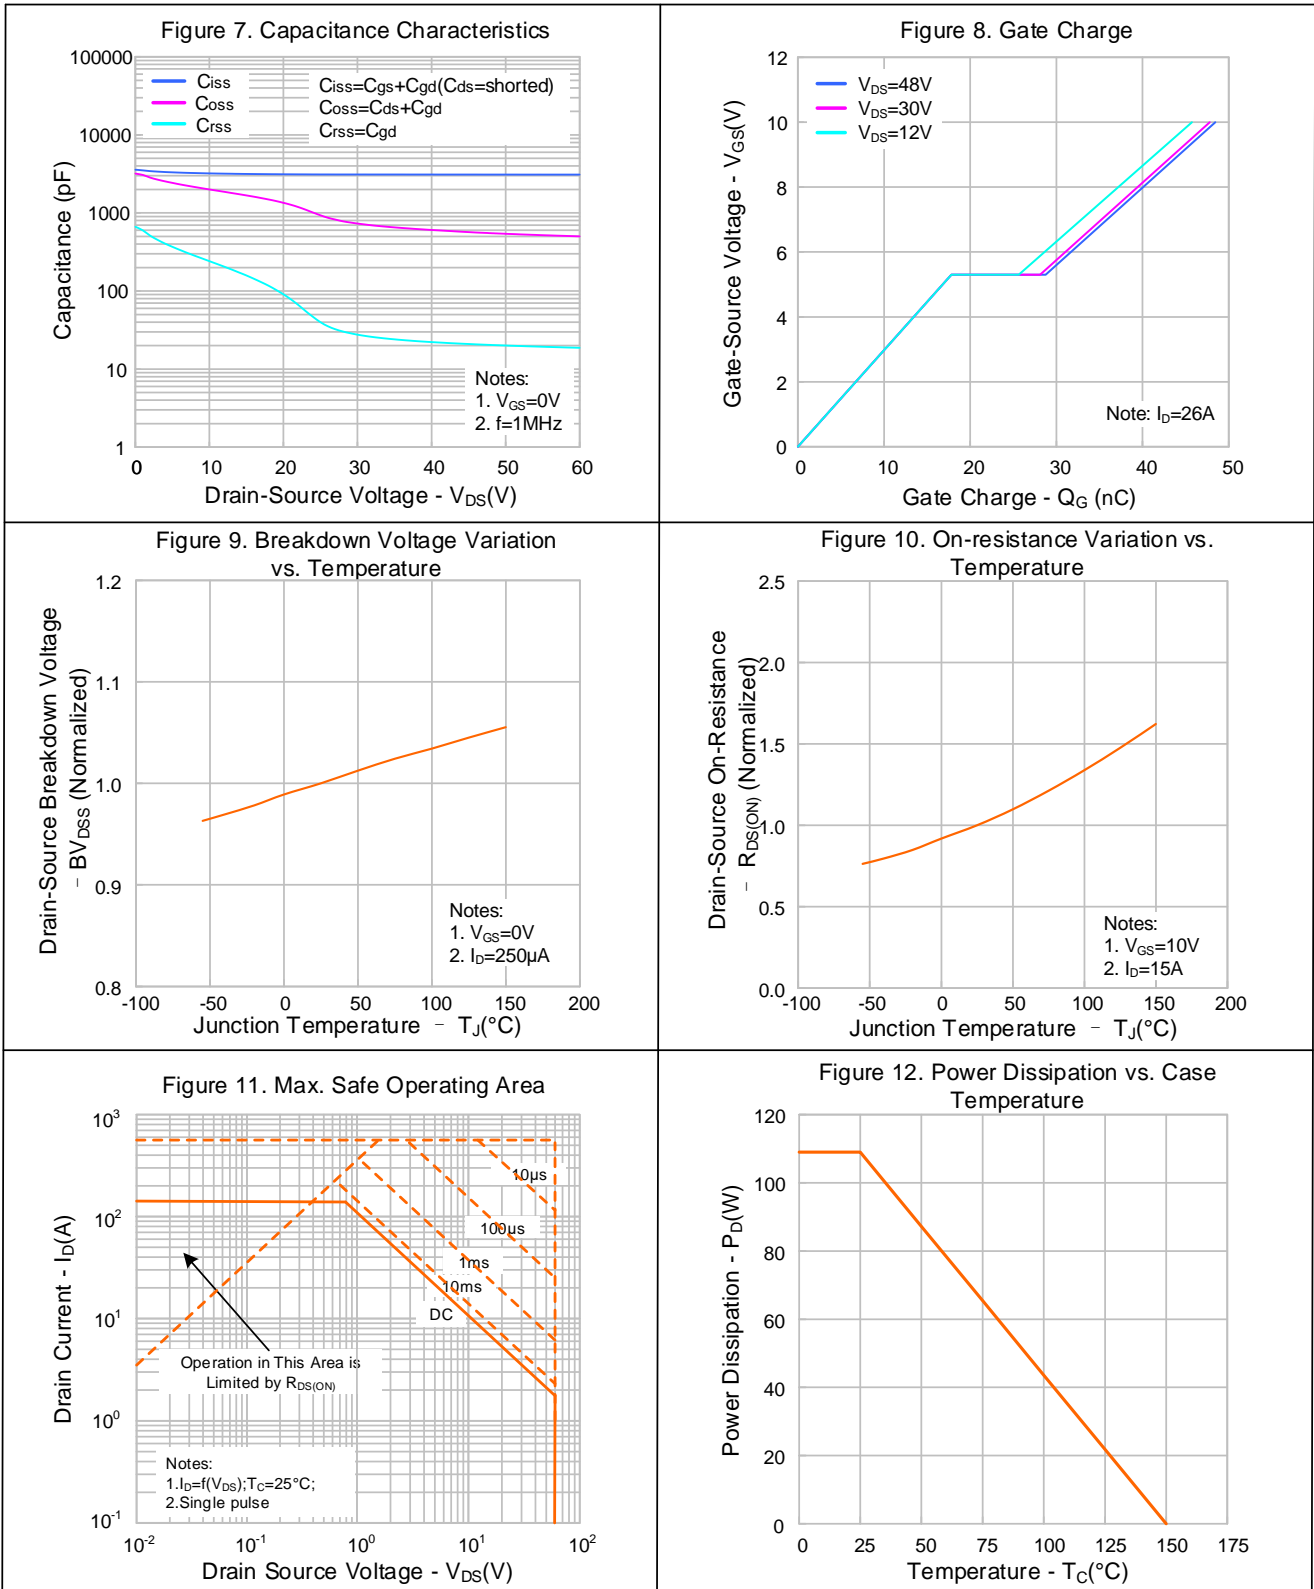 Figure 7. Capacitance Characteristics
100000
10000
1000
100
10
1
Capacitance (pF)
Ciss
Coss
Crss
Ciss=Cgs+Cgd(Cds=shorted)
Coss=Cds+Cgd
Crss=Cgd
Notes:
1. VGS=0V
2. f=1MHz
0 10 20 30 40 50 60
Drain-Source Voltage - VDS(V)
Figure 8. Gate Charge
12
10
8
6
4
2
0
Gate-Source Voltage - VGS(V)
VDS=48V
VDS=30V
VDS=12V
Note: ID=26A
0 10 20 30 40 50
Gate Charge - QG (nC)
Figure 9. Breakdown Voltage Variation
vs. Temperature
1.2
1.1
1.0
0.9
0.8
Drain-Source Breakdown Voltage
– BVDSS (Normalized)
Notes:
1. VGS=0V
2. ID=250µA
-100 -50 0 50 100 150 200
Junction Temperature – TJ(°C)
Figure 10. On-resistance Variation vs.
Temperature
2.5
2.0
1.5
1.0
0.5
0.0
Drain-Source On-Resistance
– RDS(ON) (Normalized)
Notes:
1. VGS=10V
2. ID=15A
-100 -50 0 50 100 150 200
Junction Temperature – TJ(°C)
Figure 11. Max. Safe Operating Area
10³
10²
10¹
10⁰
10⁻¹
Drain Current - ID(A)
10µs
100µs
1ms
10ms
DC
Operation in This Area is
Limited by RDS(ON)
Notes:
1.ID=f(VDS);TC=25°C;
2.Single pulse
10⁻² 10⁻¹ 10⁰ 10¹ 10²
Drain Source Voltage - VDS(V)
Figure 12. Power Dissipation vs. Case
Temperature
120
100
80
60
40
20
0
Power Dissipation - PD(W)
0 25 50 75 100 125 150 175
Temperature - TC(°C)